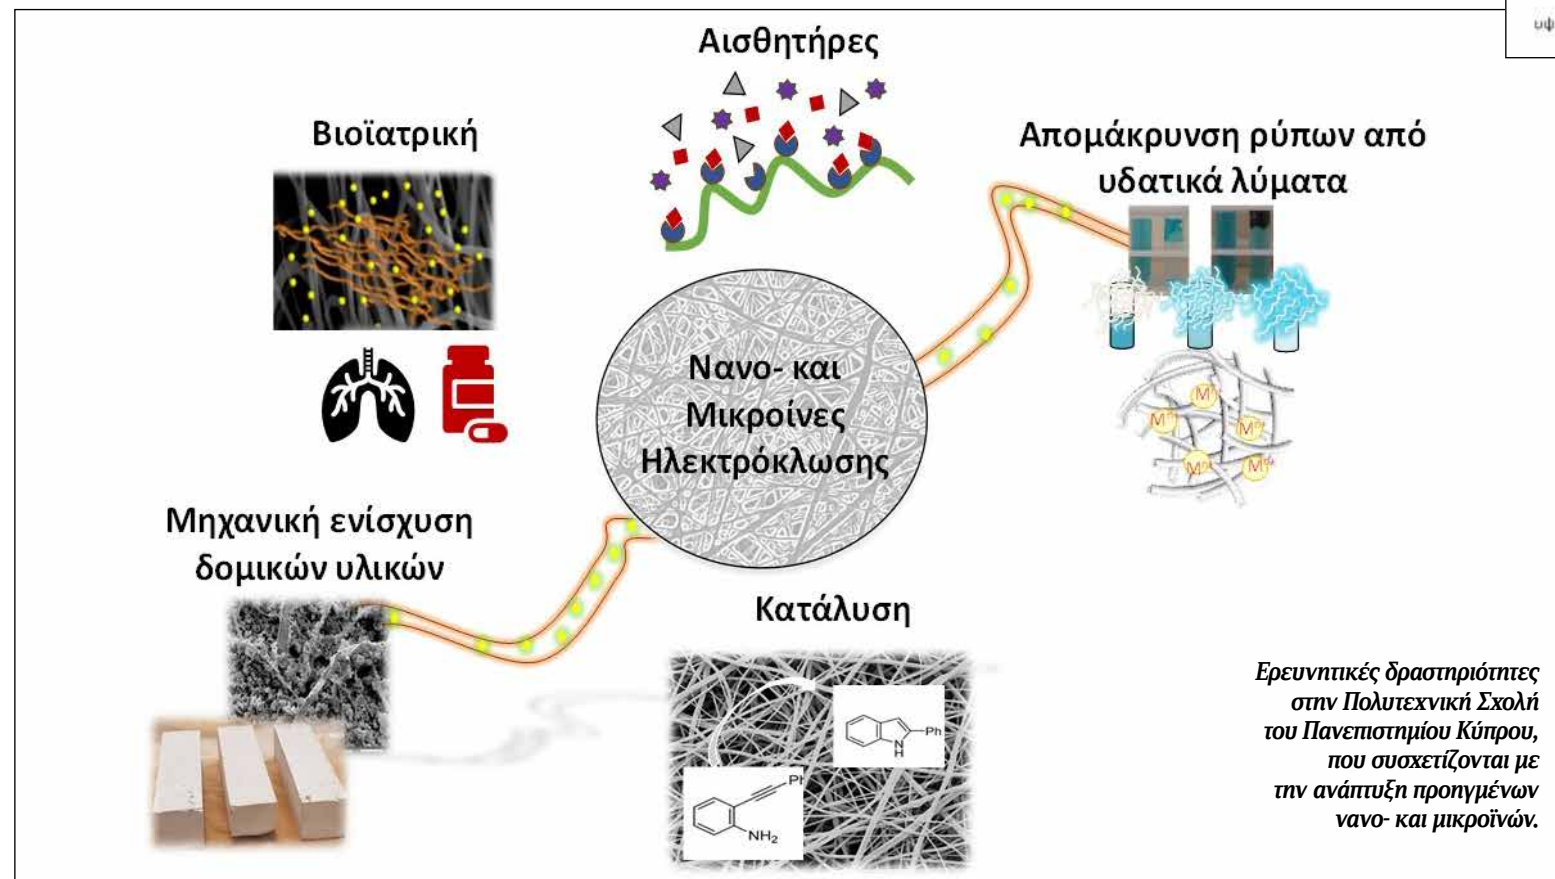 υψ
Αισθητήρες
Βιοϊατρική
Απομάκρυνση ρύπων από
υδατικά λύματα
Νανο- και
Μικροίνες
Ηλεκτρόκλωσης
M
M
M
M
M
Μηχανική ενίσχυση
δομικών υλικών
Κατάλυση
Ph
N
H
Ph
NH₂
Ερευνητικές δραστηριότητες
στην Πολυτεχνική Σχολή
του Πανεπιστημίου Κύπρου,
που συσχετίζονται με
την ανάπτυξη προηγμένων
νανο- και μικροϊνών.